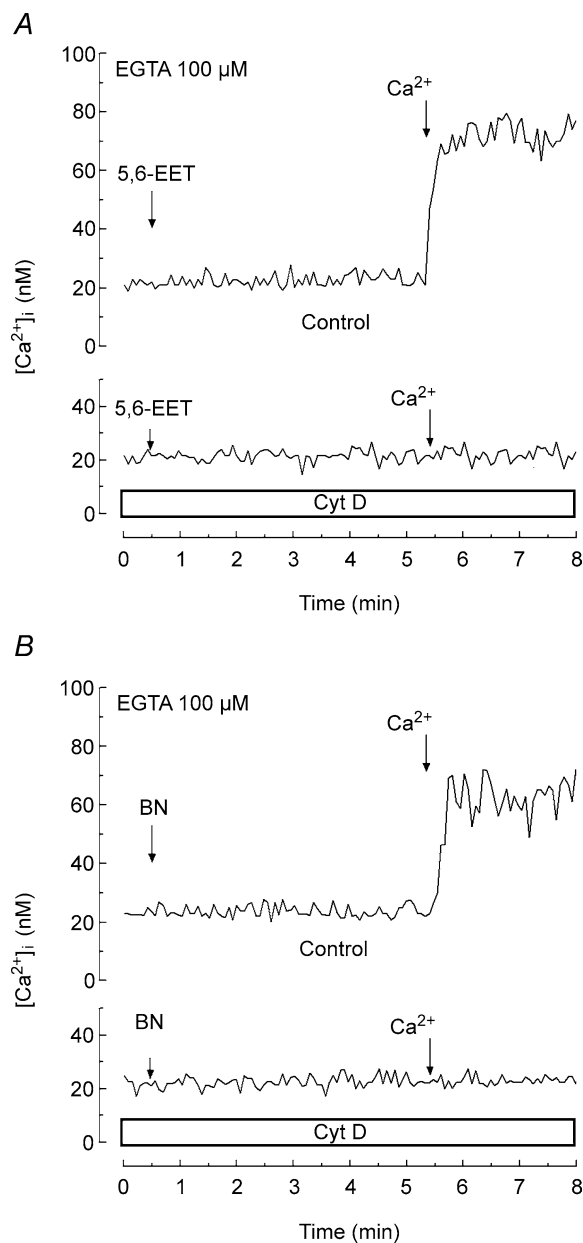 A
100
EGTA 100 µM
Ca2+
80
5,6-EET
60
40
20
Control
0
[Ca2+]i (nM)
5,6-EET
Ca2+
40
20
Cyt D
0
0 1 2 3 4 5 6 7 8
Time (min)
B
100
EGTA 100 µM
Ca2+
80
BN
60
40
20
Control
0
[Ca2+]i (nM)
BN
Ca2+
40
20
Cyt D
0
0 1 2 3 4 5 6 7 8
Time (min)